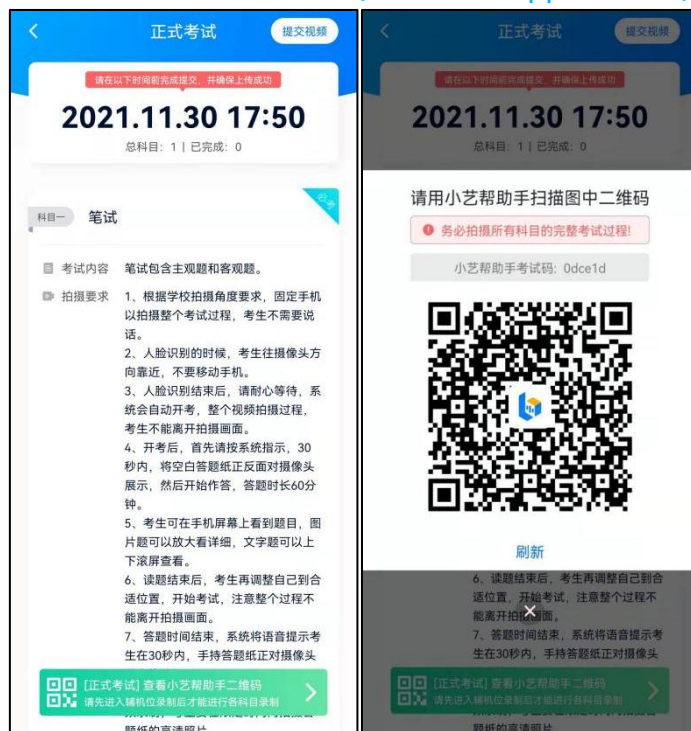 正式考试
提交视频
请在以下时间前完成提交，并确保上传成功
2021.11.30 17:50
总科目：1 | 已完成：0
必考
科目一 笔试
考试内容 笔试包含主观题和客观题。
拍摄要求 1、根据学校拍摄角度要求，固定手机
以拍摄整个考试过程，考生不需要说
话。
2、人脸识别的时候，考生往摄像头方
向靠近，不要移动手机。
3、人脸识别结束后，请耐心等待，系
统会自动开考，整个视频拍摄过程，
考生不能离开拍摄画面。
4、开考后，首先请按系统指示，30
秒内，将空白答题纸正反面对摄像头
展示，然后开始作答，答题时长60分
钟。
5、考生可在手机屏幕上看到题目，图
片题可以放大看详细，文字题可以上
下滚屏查看。
6、读题结束后，考生再调整自己到合
适位置，开始考试，注意整个过程不
能离开拍摄画面。
7、答题时间结束，系统将语音提示考
生在30秒内，手持答题纸正对摄像头
[正式考试] 查看小艺帮助手二维码
请先进入辅机位录制后才能进行各科目录制
题纸的高清照片
正式考试
提交视频
请在以下时间前完成提交，并确保上传成功
2021.11.30 17:50
总科目：1 | 已完成：0
请用小艺帮助手扫描图中二维码
务必拍摄所有科目的完整考试过程!
小艺帮助手考试码：0dce1d
刷新
6、读题结束后，考生再调整自己到合
适位置，开始考试，注意整个过程不
能离开拍摄画面。
7、答题时间结束，系统将语音提示考
生在30秒内，手持答题纸正对摄像头
[正式考试] 查看小艺帮助手二维码
请先进入辅机位录制后才能进行各科目录制
题纸的高清照片